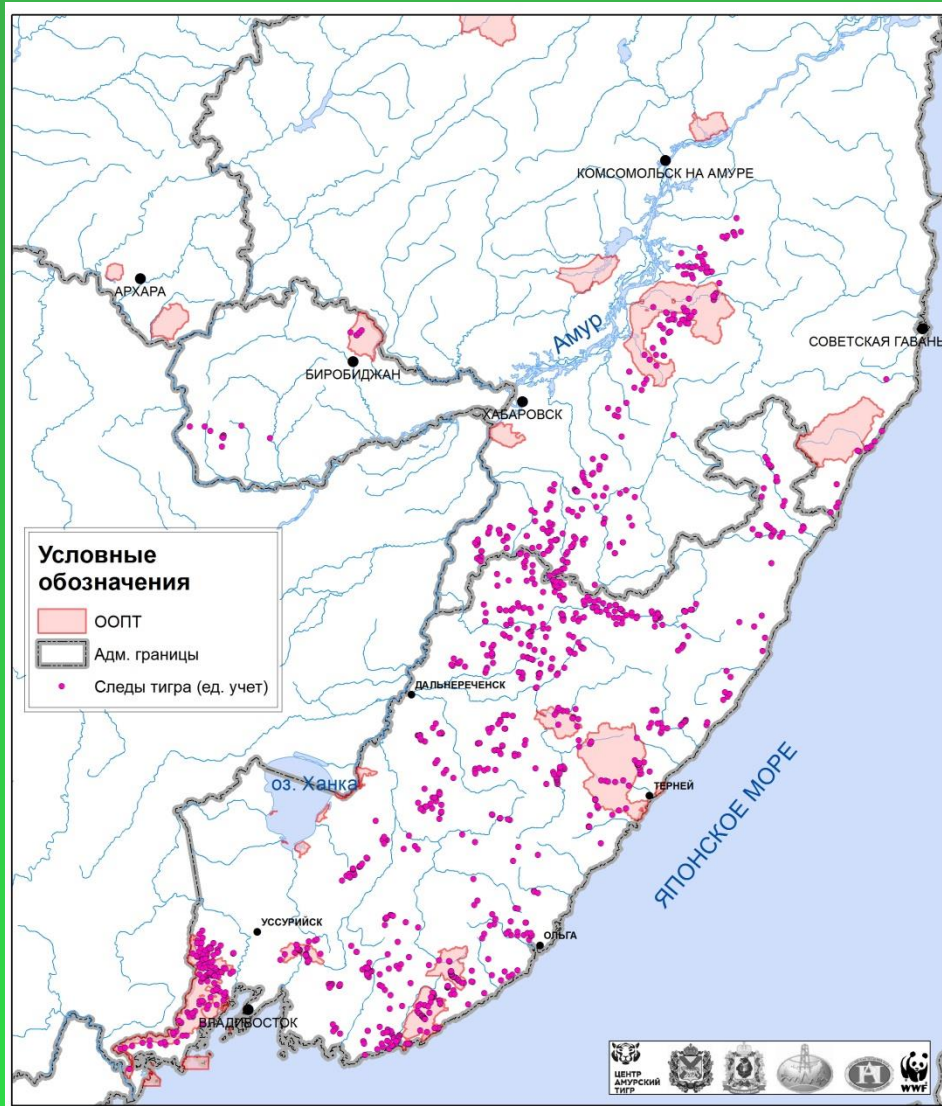 КОМСОМОЛЬСК НА АМУРЕ
АРХАРА
Амур
СОВЕТСКАЯ ГАВАНЬ
БИРОБИДЖАН
ХАБАРОВСК
Условные
обозначения
ООПТ
Адм. границы
Следы тигра (ед. учет)
ДАЛЬНЕРЕЧЕНСК
оз. Ханка
ТЕРНЕЙ
ЯПОНСКОЕ МОРЕ
УССУРИЙСК
ОЛЬГА
ВЛАДИВОСТОК
ЦЕНТР
АМУРСКИЙ
ТИГР
WWF